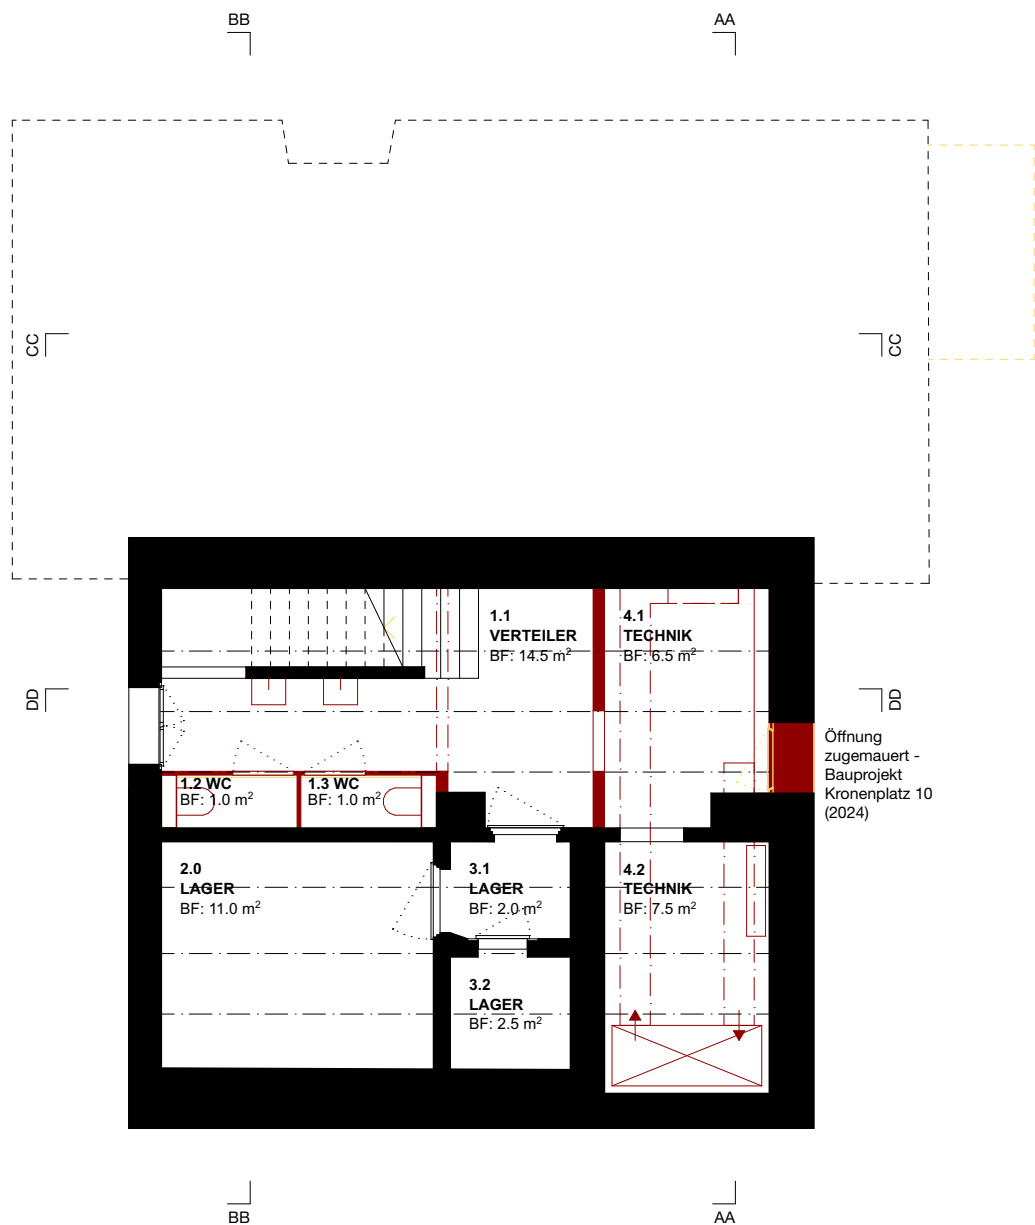 BB
AA
CC
CC
1.1
VERTEILER
BF: 14.5 m²
4.1
TECHNIK
BF: 6.5 m²
DD
DD
Öffnung
zugemauert -
Bauprojekt
Kronenplatz 10
(2024)
1.2 WC
BF: 1.0 m²
1.3 WC
BF: 1.0 m²
2.0
LAGER
BF: 11.0 m²
3.1
LAGER
BF: 2.0 m²
4.2
TECHNIK
BF: 7.5 m²
3.2
LAGER
BF: 2.5 m²
BB
AA